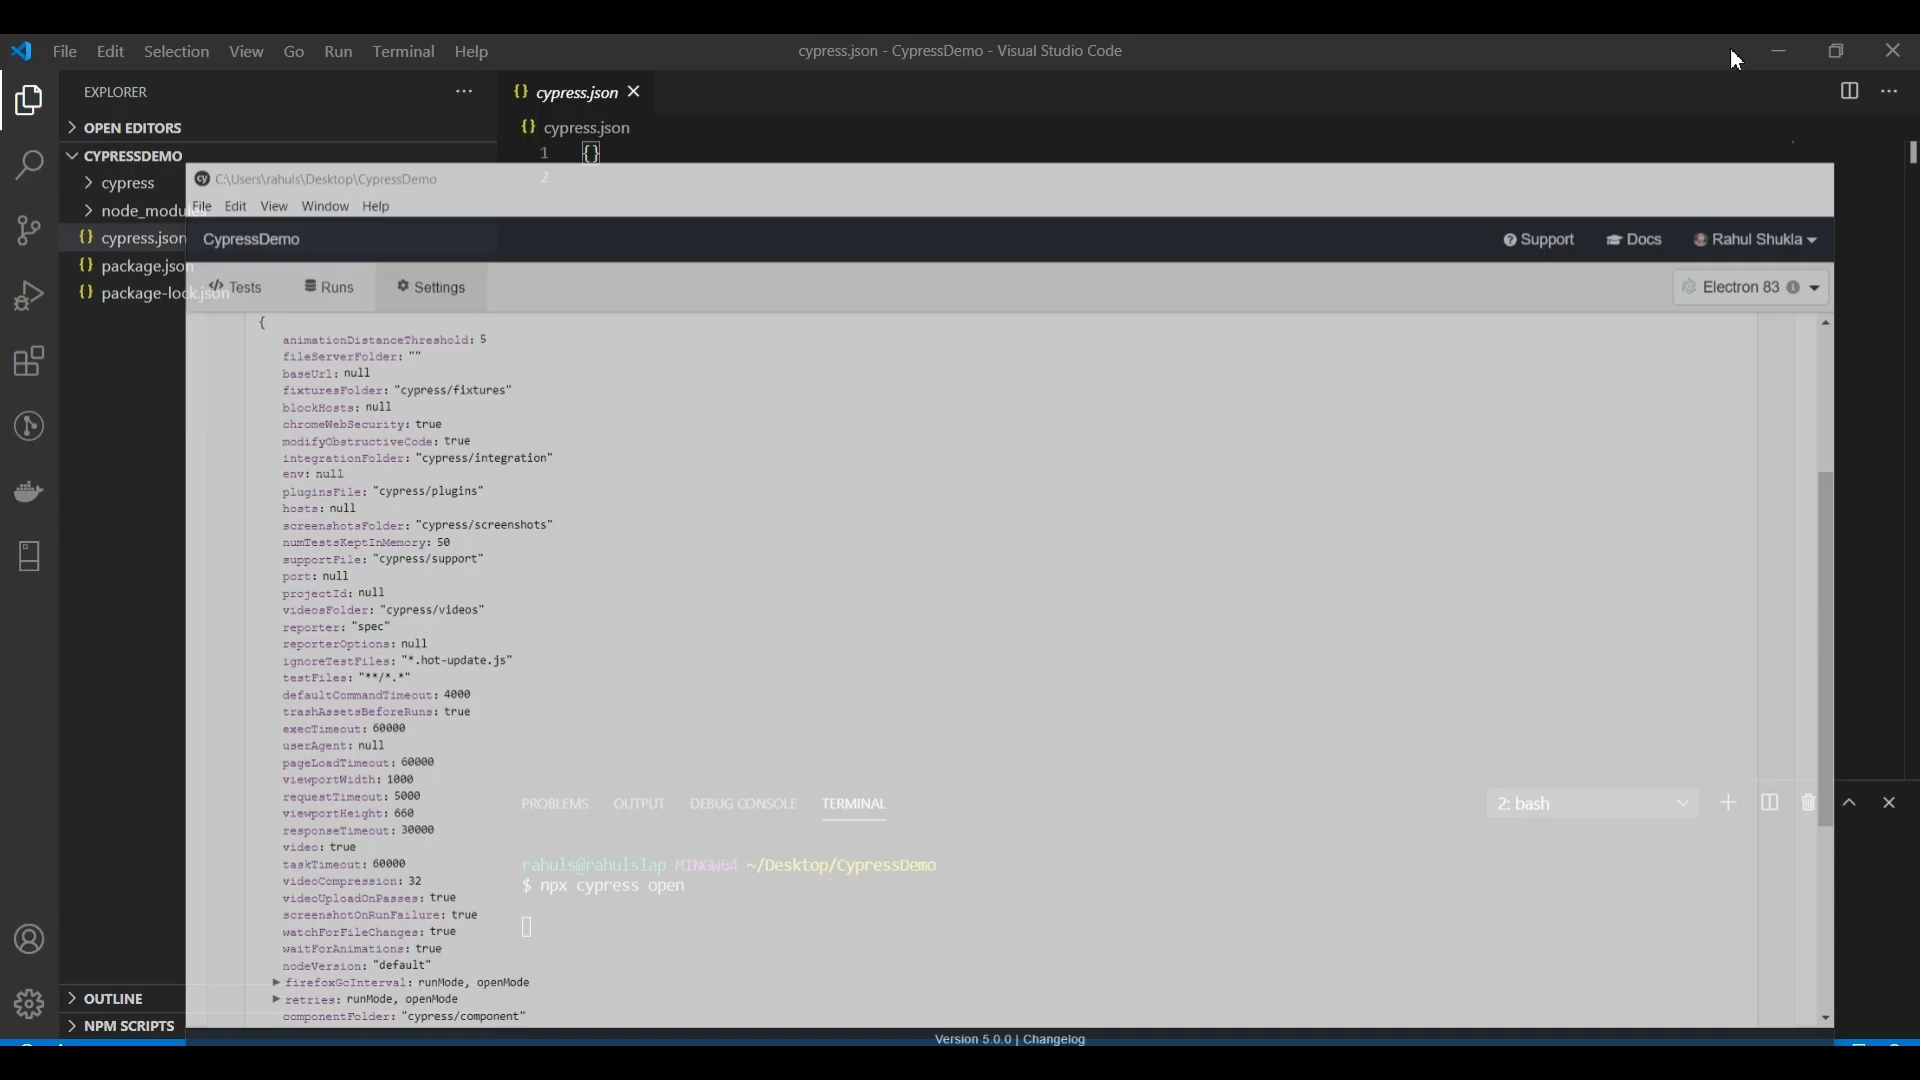 File Edit Selection View Go Run Terminal Help
cypress.json - CypressDemo - Visual Studio Code
EXPLORER
OPEN EDITORS
CYPRESSDEMO
cypress
node_modules
cypress.json
package.json
package-lock.json
OUTLINE
NPM SCRIPTS
cypress.json
cypress.json
1 {}
2
C:\Users\rahuls\Desktop\CypressDemo
File Edit View Window Help
CypressDemo
Support Docs Rahul Shukla
Tests Runs Settings
Electron 83
{
animationDistanceThreshold: 5
fileServerFolder: ""
baseUrl: null
fixturesFolder: "cypress/fixtures"
blockHosts: null
chromeWebSecurity: true
modifyObstructiveCode: true
integrationFolder: "cypress/integration"
env: null
pluginsFile: "cypress/plugins"
hosts: null
screenshotsFolder: "cypress/screenshots"
numTestsKeptInMemory: 50
supportFile: "cypress/support"
port: null
projectId: null
videosFolder: "cypress/videos"
reporter: "spec"
reporterOptions: null
ignoreTestFiles: "*.hot-update.js"
testFiles: "**/*.*"
defaultCommandTimeout: 4000
trashAssetsBeforeRuns: true
execTimeout: 60000
userAgent: null
pageLoadTimeout: 60000
viewportWidth: 1000
requestTimeout: 5000
viewportHeight: 660
responseTimeout: 30000
video: true
taskTimeout: 60000
videoCompression: 32
videoUploadOnPasses: true
screenshotOnRunFailure: true
watchForFileChanges: true
waitForAnimations: true
nodeVersion: "default"
firefoxGcInterval: runMode, openMode
retries: runMode, openMode
componentFolder: "cypress/component"
Version 5.0.0 | Changelog
PROBLEMS OUTPUT DEBUG CONSOLE TERMINAL
2: bash
rahuls@rahulslap MINGW64 ~/Desktop/CypressDemo
$ npx cypress open